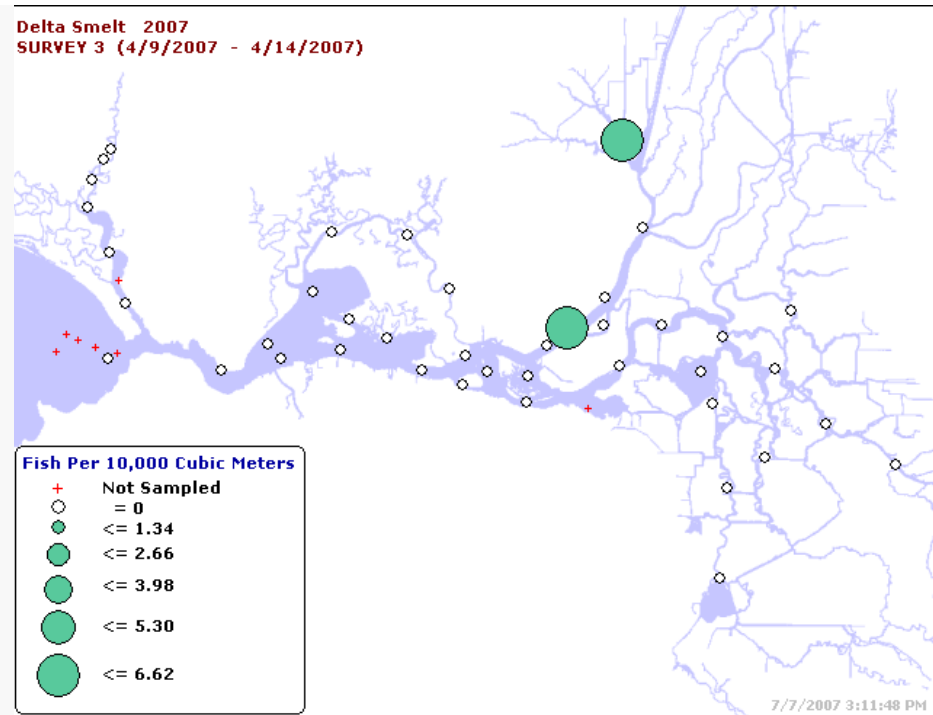 Delta Smelt 2007
SURVEY 3 (4/9/2007 - 4/14/2007)
Fish Per 10,000 Cubic Meters
Not Sampled
= 0
<= 1.34
<= 2.66
<= 3.98
<= 5.30
<= 6.62
7/7/2007 3:11:48 PM